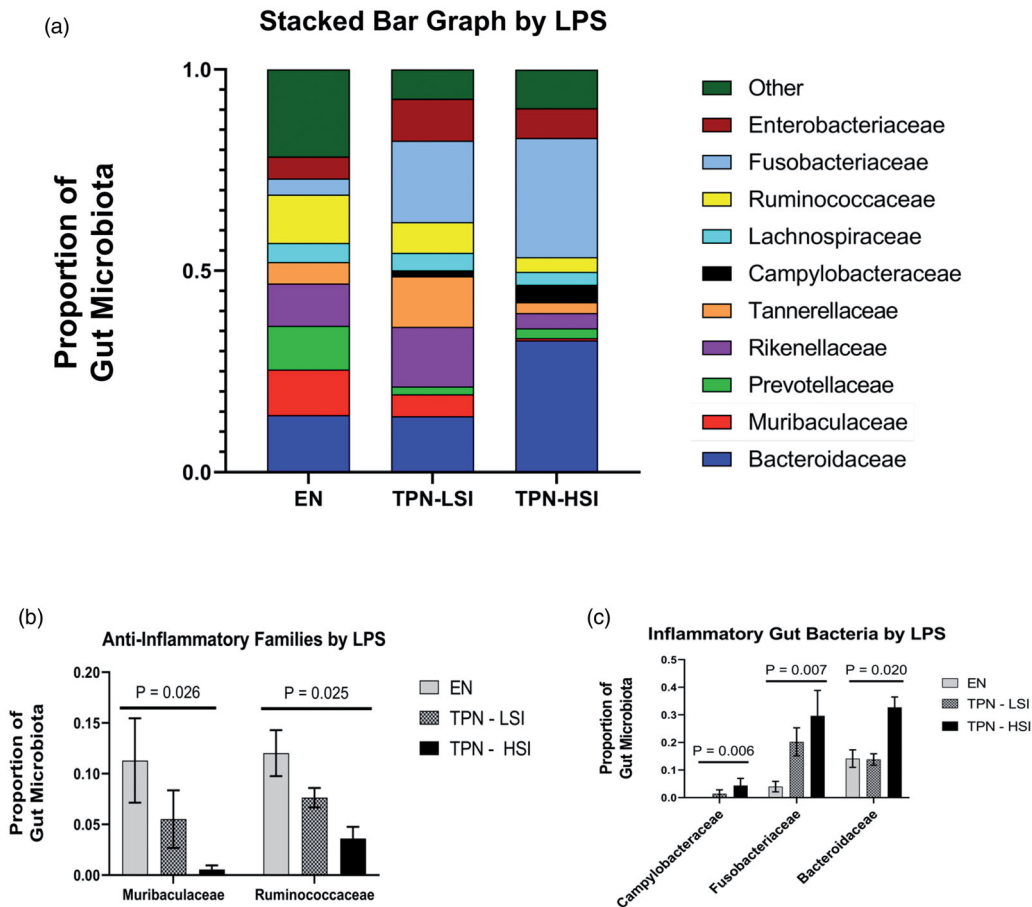 (a)
Stacked Bar Graph by LPS
Proportion of
Gut Microbiota
1.0
0.5
0.0
EN
TPN-LSI
TPN-HSI
Other
Enterobacteriaceae
Fusobacteriaceae
Ruminococcaceae
Lachnospiraceae
Campylobacteraceae
Tannerellaceae
Rikenellaceae
Prevotellaceae
Muribaculaceae
Bacteroidaceae
(b)
Anti-Inflammatory Families by LPS
Proportion of
Gut Microbiota
0.20
0.15
0.10
0.05
0.00
P = 0.026
P = 0.025
Muribaculaceae
Ruminococcaceae
EN
TPN - LSI
TPN - HSI
(c)
Inflammatory Gut Bacteria by LPS
Proportion of
Gut Microbiota
0.5
0.4
0.3
0.2
0.1
0.0
P = 0.006
P = 0.007
P = 0.020
Campylobacteraceae
Fusobacteriaceae
Bacteroidaceae
EN
TPN - LSI
TPN - HSI